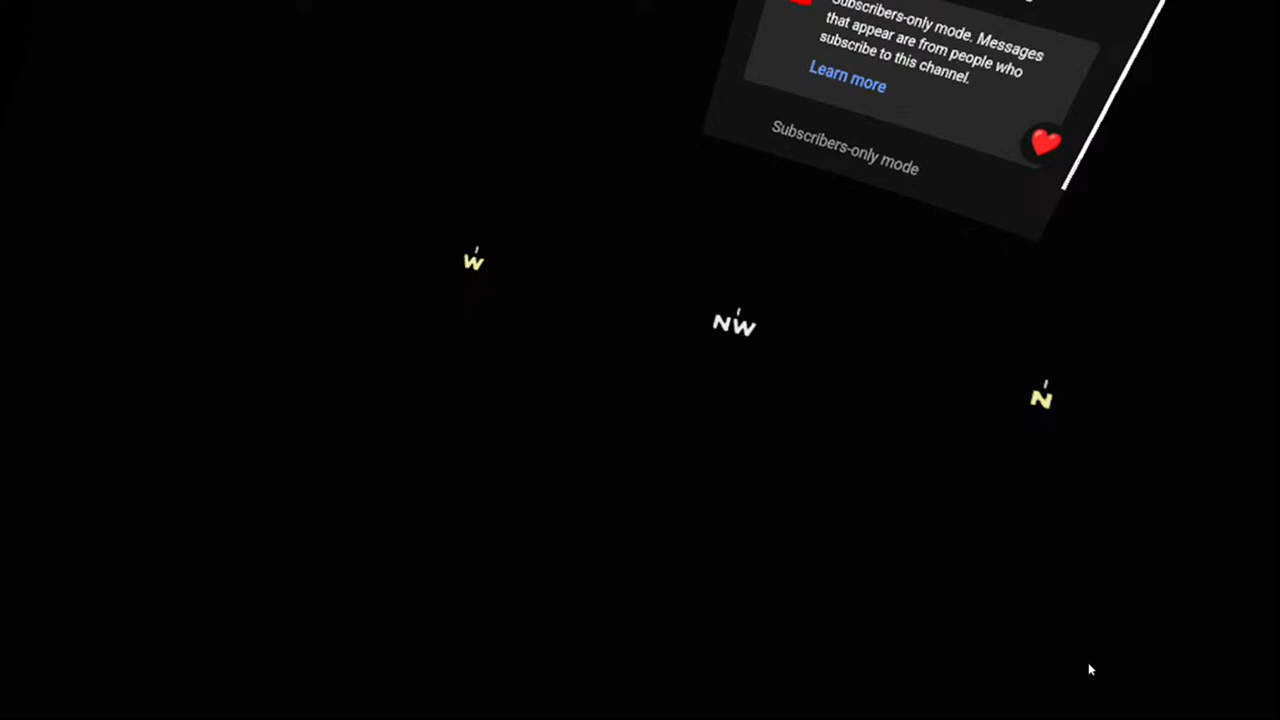 Subscribers-only mode. Messages
that appear are from people who
subscribe to this channel.
Learn more
Subscribers-only mode
W
NW
N